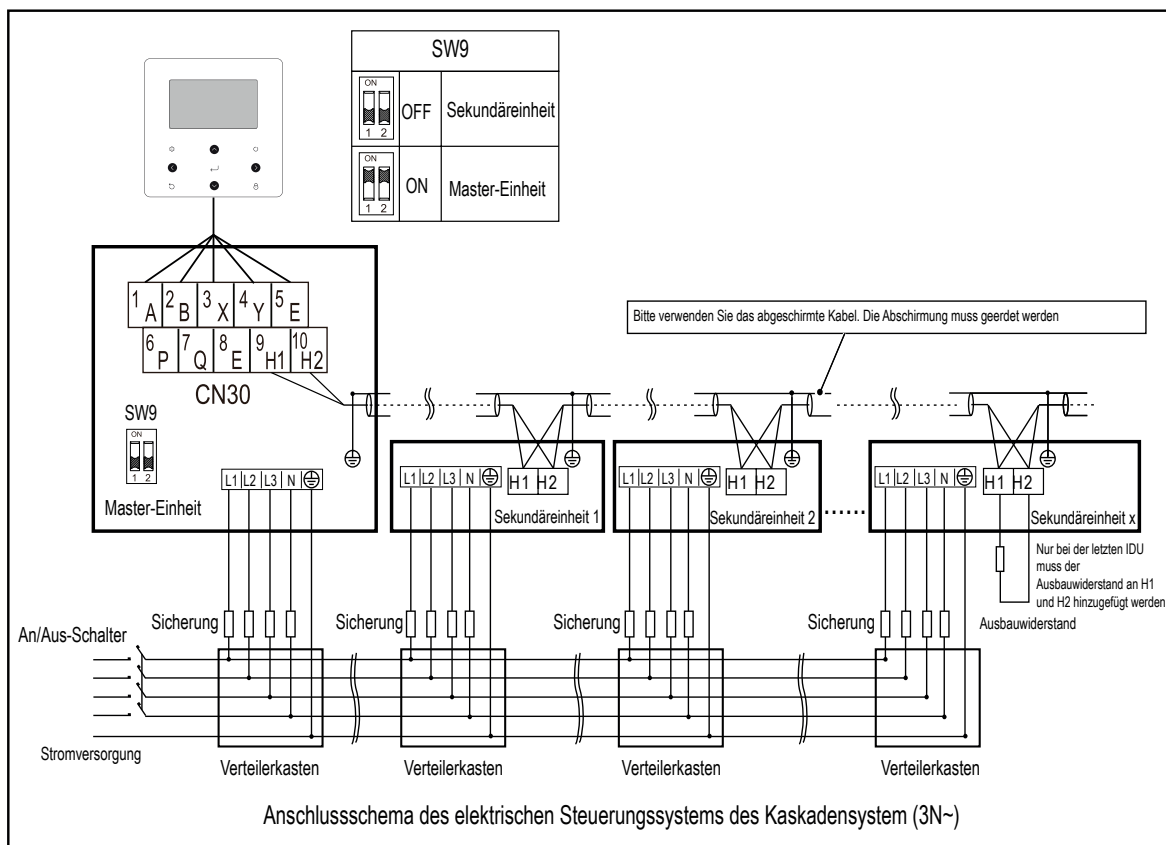 SW9
ON
1 2
OFF
Sekundäreinheit
ON
1 2
ON
Master-Einheit
1 A 2 B 3 X 4 Y 5 E
6 P 7 Q 8 E 9 H1 10 H2
CN30
Bitte verwenden Sie das abgeschirmte Kabel. Die Abschirmung muss geerdet werden
SW9
ON
1 2
Master-Einheit
L1 L2 L3 N
L1 L2 L3 N
H1 H2
Sekundäreinheit 1
L1 L2 L3 N
H1 H2
Sekundäreinheit 2
......
L1 L2 L3 N
H1 H2
Sekundäreinheit x
Nur bei der letzten IDU
muss der
Ausbauwiderstand an H1
und H2 hinzugefügt werden
Ausbauwiderstand
Sicherung
Sicherung
Sicherung
Sicherung
An/Aus-Schalter
Stromversorgung
Verteilerkasten
Verteilerkasten
Verteilerkasten
Verteilerkasten
Anschlussschema des elektrischen Steuerungssystems des Kaskadensystem (3N~)